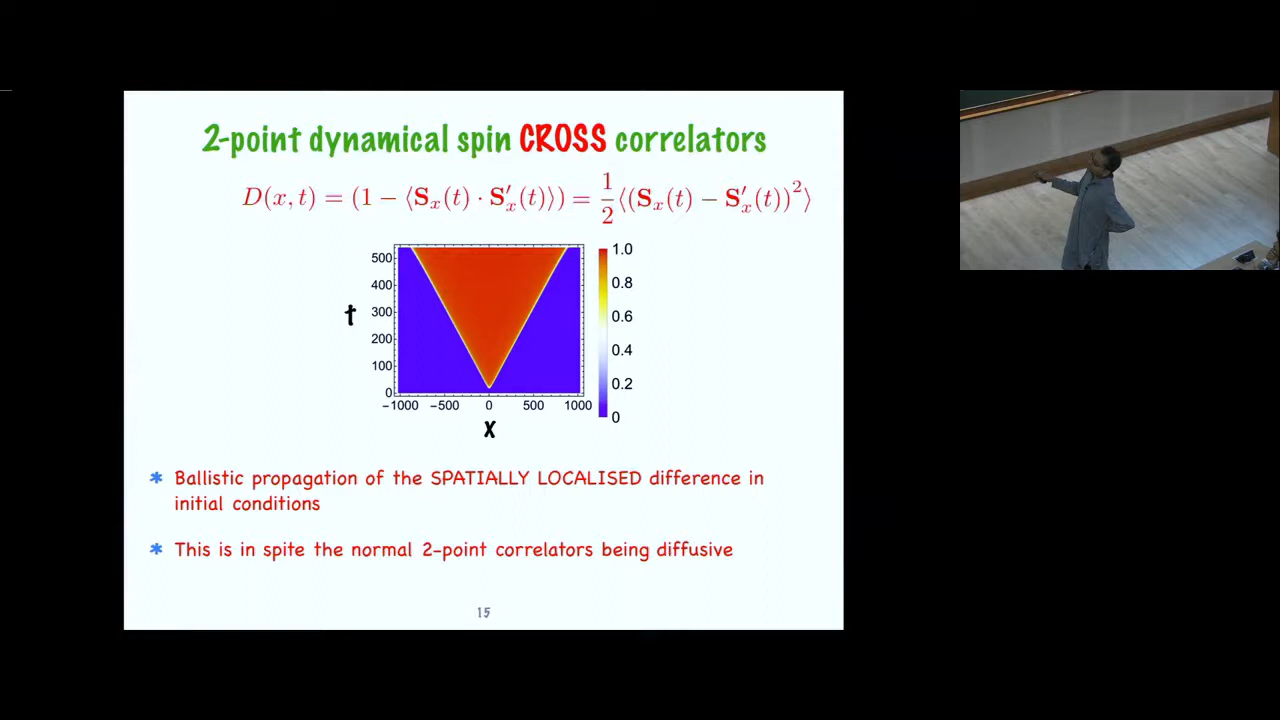 2-point dynamical spin CROSS correlators
D(x, t) = (1 − ⟨S_x(t) · S′_x(t)⟩) = 1/2 ⟨(S_x(t) − S′_x(t))²⟩
500
400
300
200
100
0
t
−1000 −500 0 500 1000
x
1.0
0.8
0.6
0.4
0.2
0
* Ballistic propagation of the SPATIALLY LOCALISED difference in
initial conditions
* This is in spite the normal 2-point correlators being diffusive
15